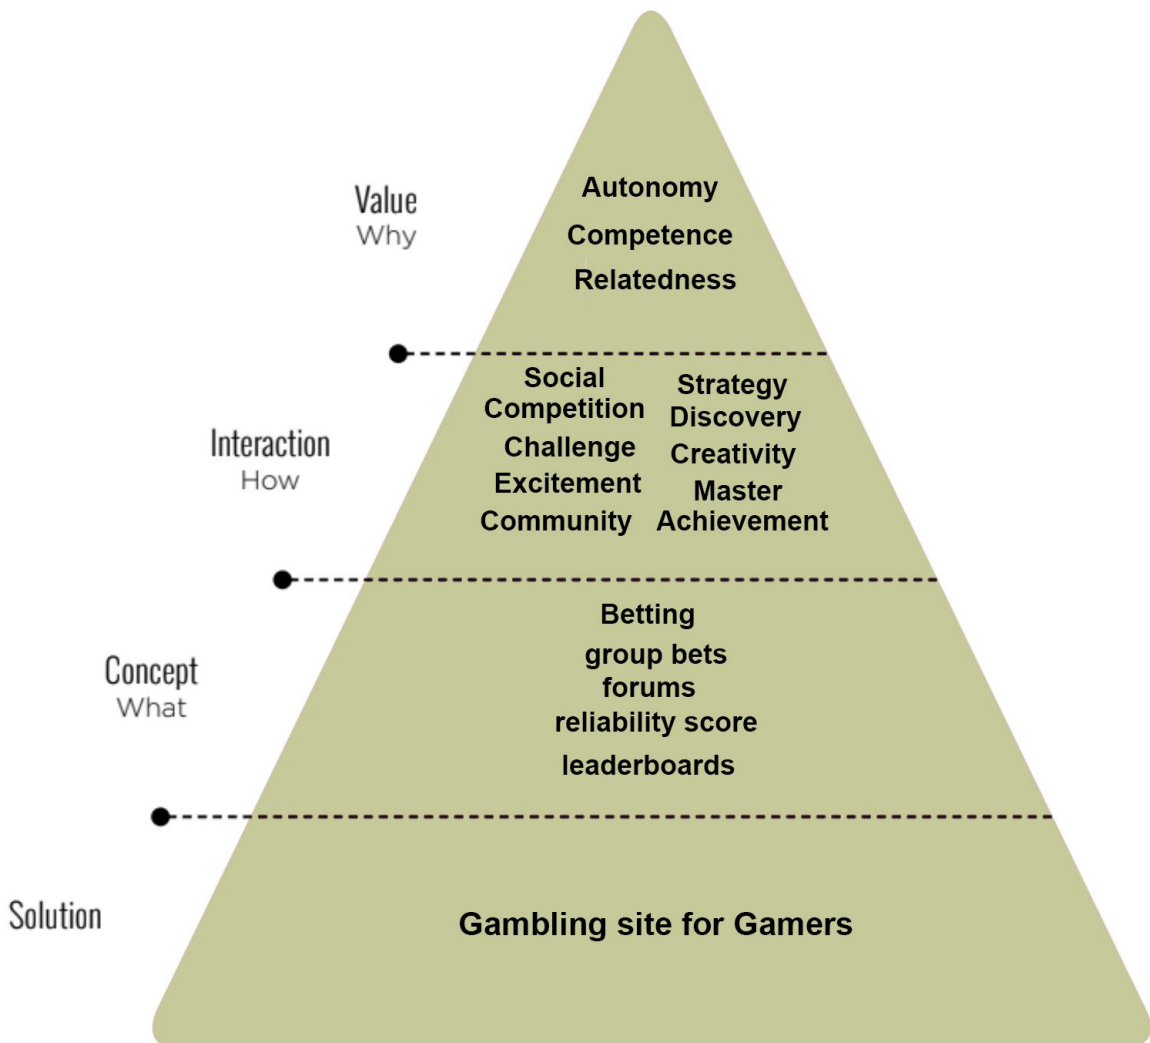 Value
Why
Autonomy
Competence
Relatedness
Interaction
How
Social
Competition
Challenge
Excitement
Community
Strategy
Discovery
Creativity
Master
Achievement
Concept
What
Betting
group bets
forums
reliability score
leaderboards
Solution
Gambling site for Gamers